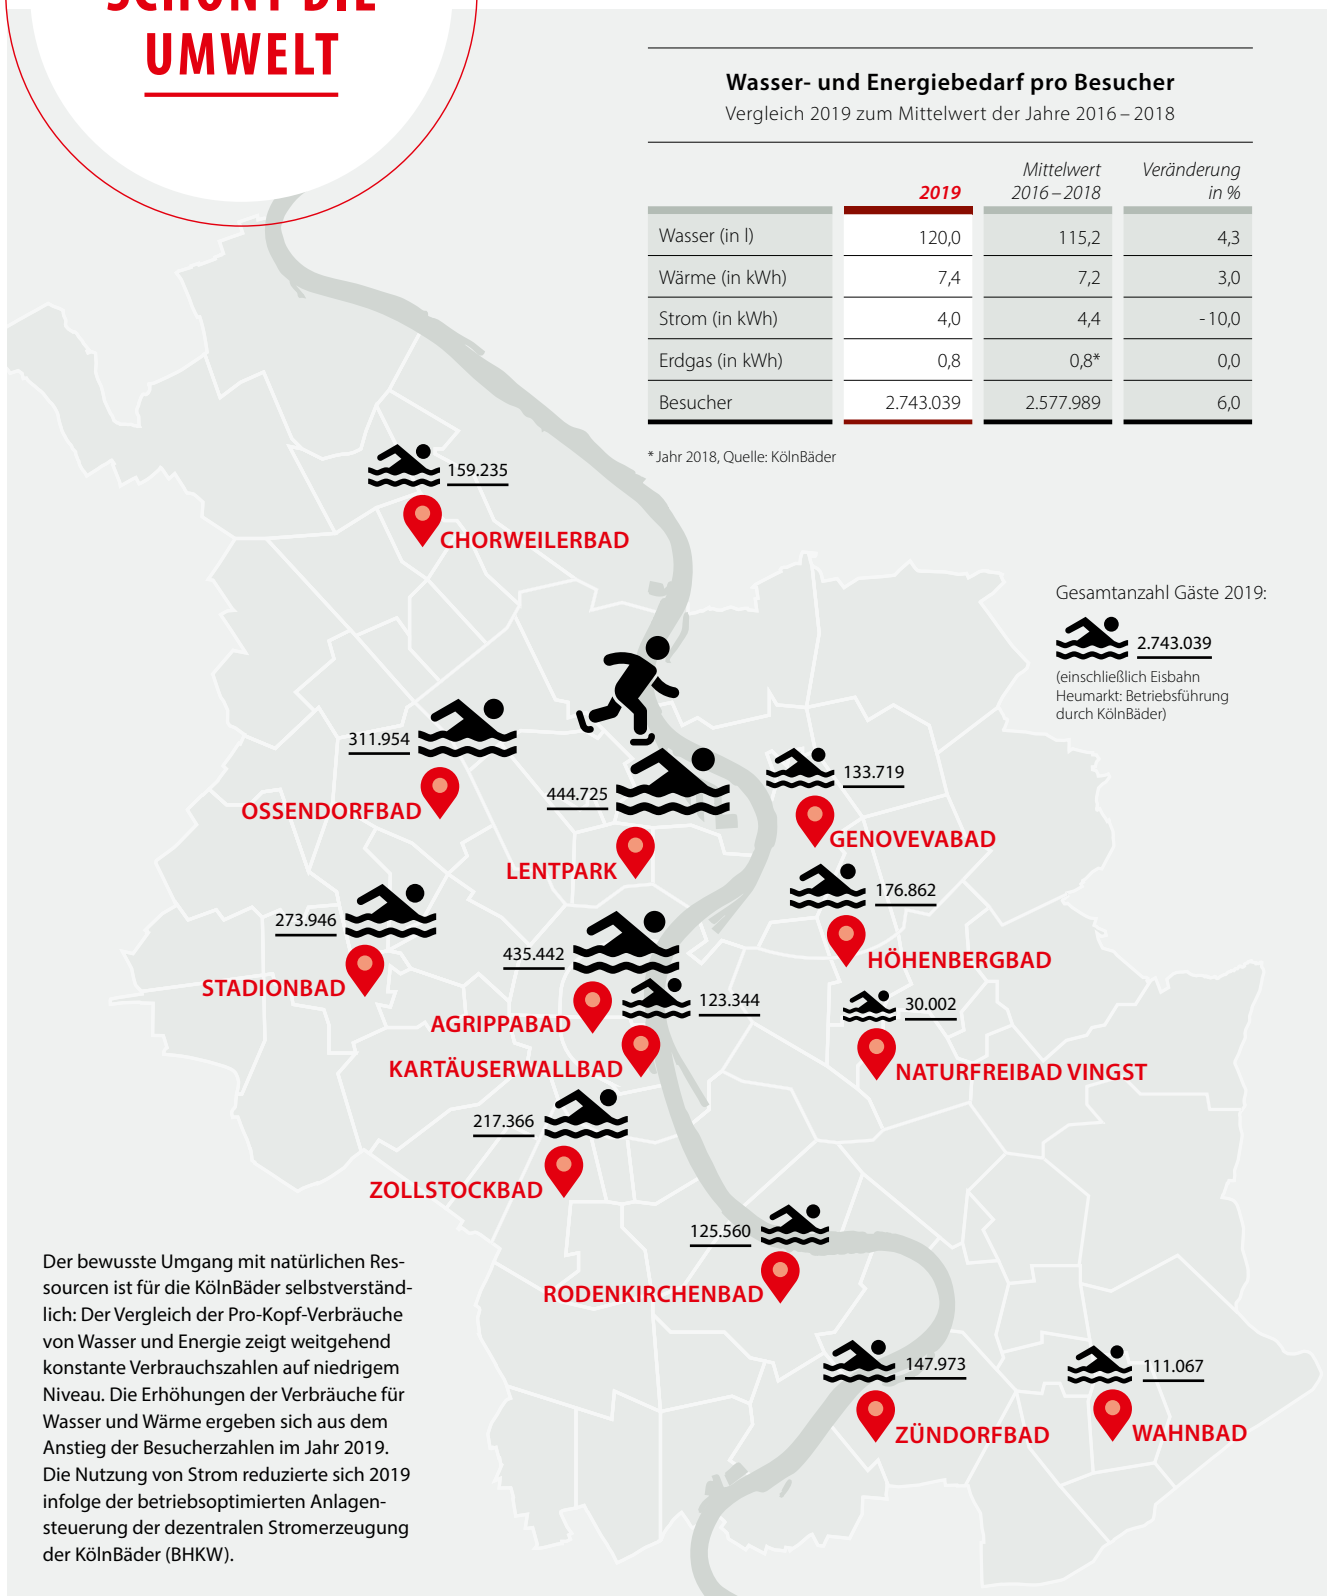 SCHONT DIE
UMWELT
Wasser- und Energiebedarf pro Besucher
Vergleich 2019 zum Mittelwert der Jahre 2016 – 2018
2019 Mittelwert 2016 – 2018 Veränderung in %
Wasser (in l) 120,0 115,2 4,3
Wärme (in kWh) 7,4 7,2 3,0
Strom (in kWh) 4,0 4,4 - 10,0
Erdgas (in kWh) 0,8 0,8* 0,0
Besucher 2.743.039 2.577.989 6,0
* Jahr 2018, Quelle: KölnBäder
159.235
CHORWEILERBAD
Gesamtanzahl Gäste 2019:
2.743.039
(einschließlich Eisbahn
Heumarkt: Betriebsführung
durch KölnBäder)
311.954
OSSENDORFBAD
444.725
LENTPARK
133.719
GENOVEVABAD
176.862
HÖHENBERGBAD
273.946
STADIONBAD
435.442
AGRIPPABAD
123.344
KARTÄUSERWALLBAD
30.002
NATURFREIBAD VINGST
217.366
ZOLLSTOCKBAD
125.560
RODENKIRCHENBAD
147.973
ZÜNDORFBAD
111.067
WAHNBAD
Der bewusste Umgang mit natürlichen Res-
sourcen ist für die KölnBäder selbstverständ-
lich: Der Vergleich der Pro-Kopf-Verbräuche
von Wasser und Energie zeigt weitgehend
konstante Verbrauchszahlen auf niedrigem
Niveau. Die Erhöhungen der Verbräuche für
Wasser und Wärme ergeben sich aus dem
Anstieg der Besucherzahlen im Jahr 2019.
Die Nutzung von Strom reduzierte sich 2019
infolge der betriebsoptimierten Anlagen-
steuerung der dezentralen Stromerzeugung
der KölnBäder (BHKW).